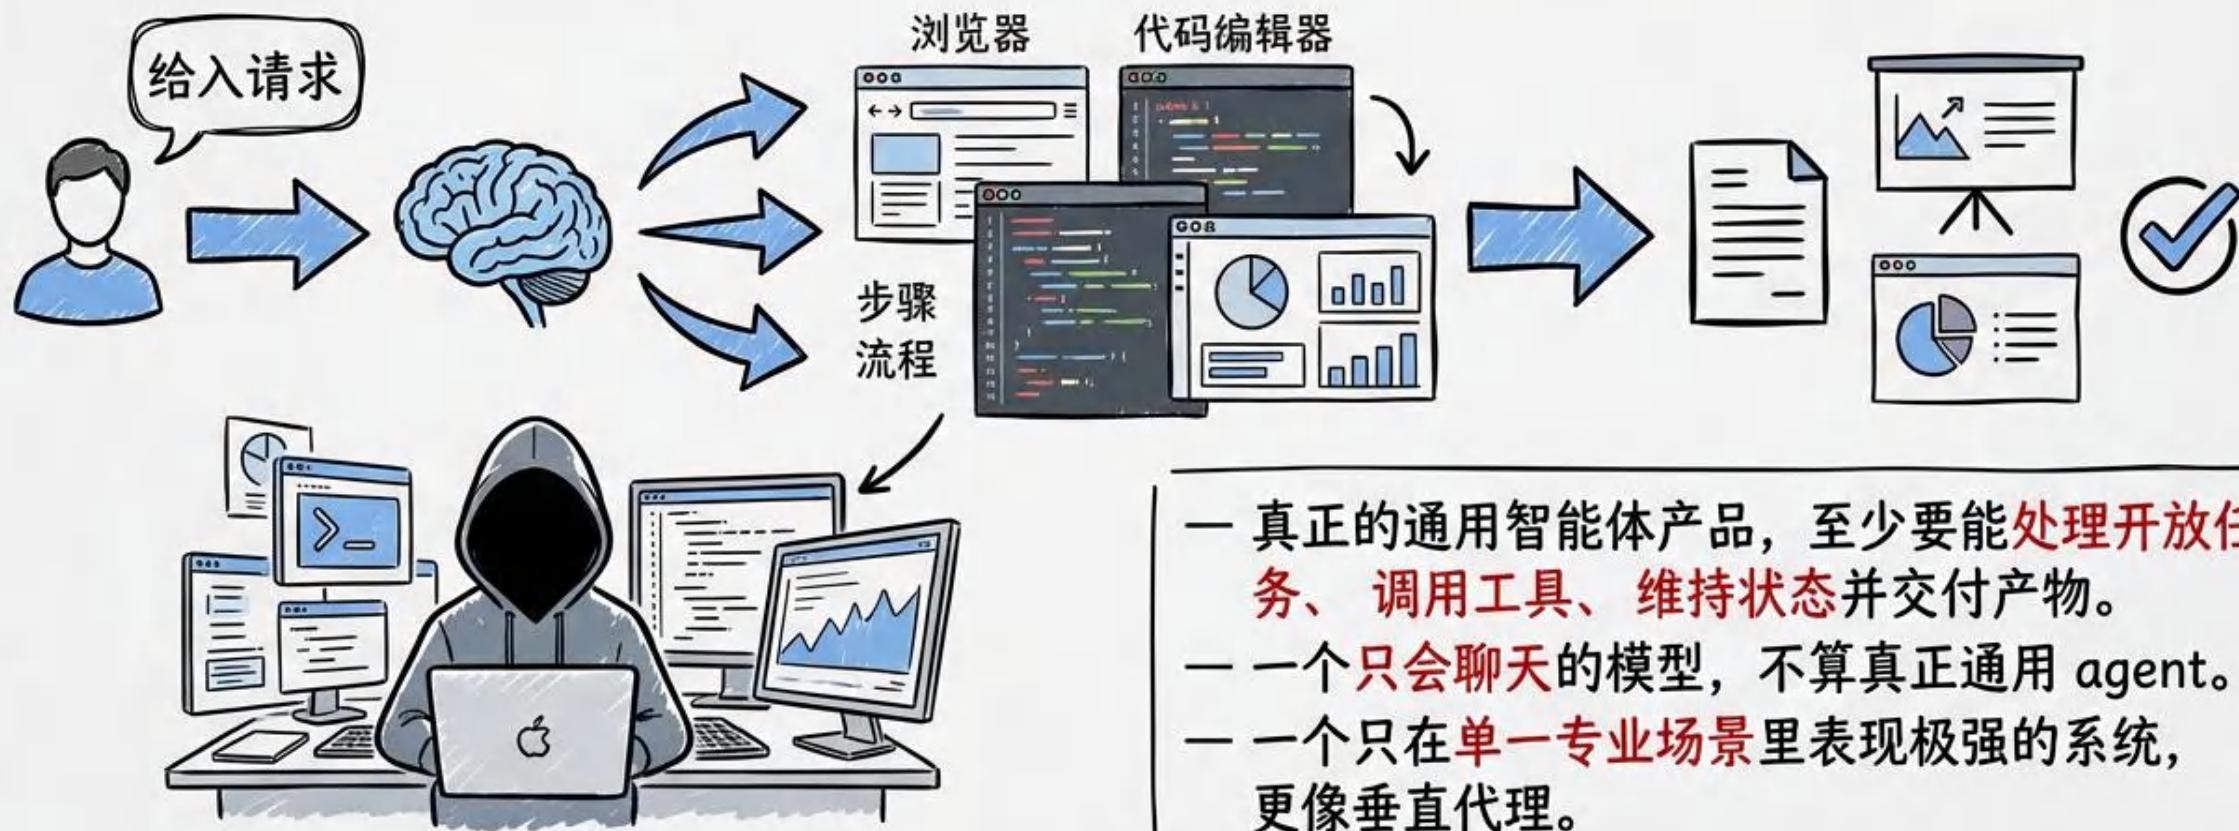 给入请求
浏览器
代码编辑器
步骤
流程
一 真正的通用智能体产品，至少要能处理开放任
务、 调用工具、 维持状态并交付产物。
一 一个只会聊天的模型，不算真正通用 agent。
一 一个只在单一专业场景里表现极强的系统，
更像垂直代理。